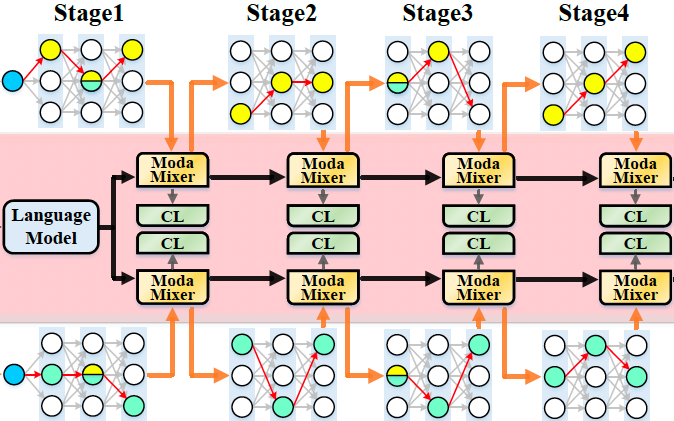 Stage1 Stage2 Stage3 Stage4
Moda Mixer Moda Mixer Moda Mixer Moda Mixer
CL CL CL CL
Language Model
CL CL CL CL
Moda Mixer Moda Mixer Moda Mixer Moda Mixer